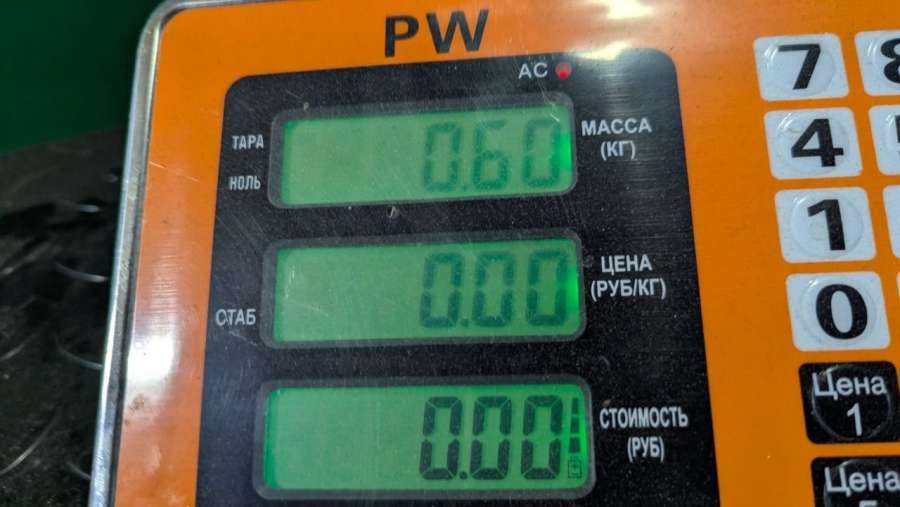 PW
AC
ТАРА
НОЛЬ
0.60
МАССА
(КГ)
СТАБ
0.00
ЦЕНА
(РУБ/КГ)
0.00
СТОИМОСТЬ
(РУБ)
7 8
4
1
0
Цена
1
Цена